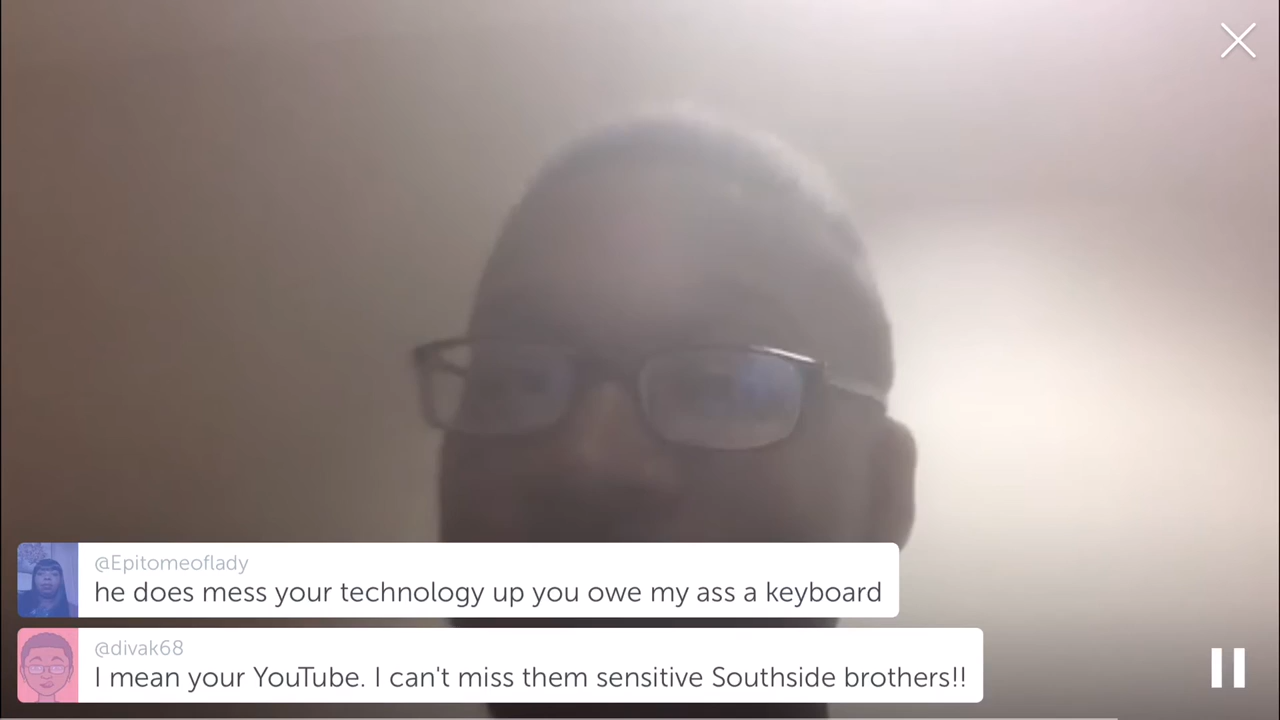 @Epitomeoflady
he does mess your technology up you owe my ass a keyboard
@divak68
I mean your YouTube. I can't miss them sensitive Southside brothers!!